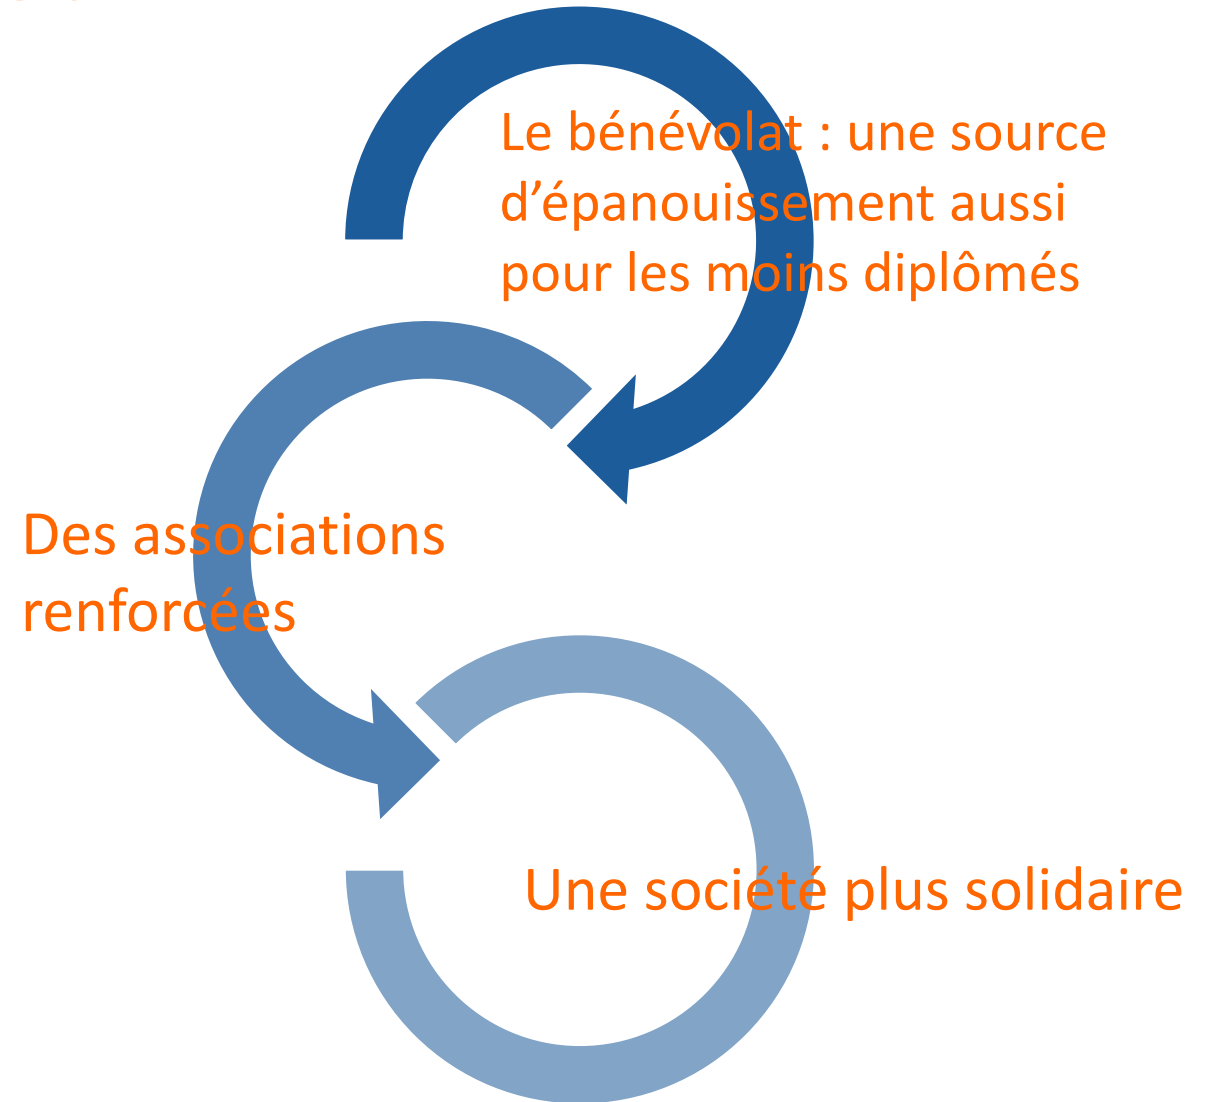 Le bénévolat : une source
d’épanouissement aussi
pour les moins diplômés
Des associations
renforcées
Une société plus solidaire